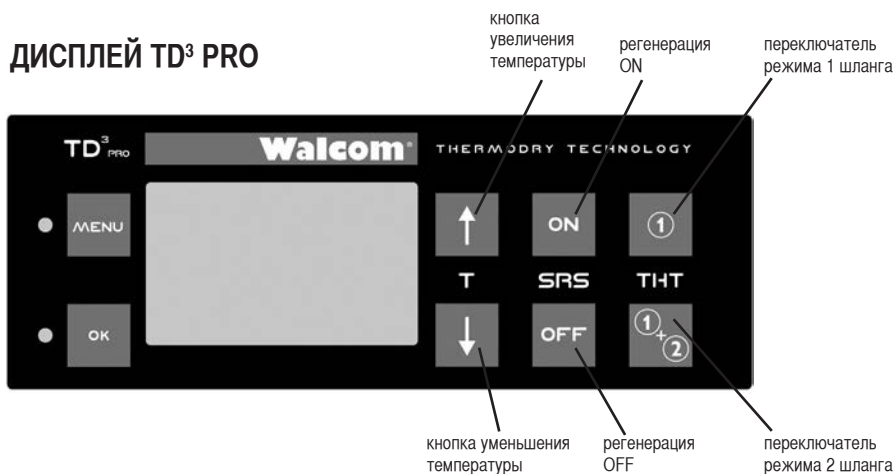 кнопка
увеличения
температуры
регенерация
ON
переключатель
режима 1 шланга
ДИСПЛЕЙ TD³ PRO
TD³ PRO
Walcom®
THERMODRY TECHNOLOGY
MENU
ON
1
T
SRS
THT
OK
OFF
1+2
кнопка уменьшения
температуры
регенерация
OFF
переключатель
режима 2 шланга